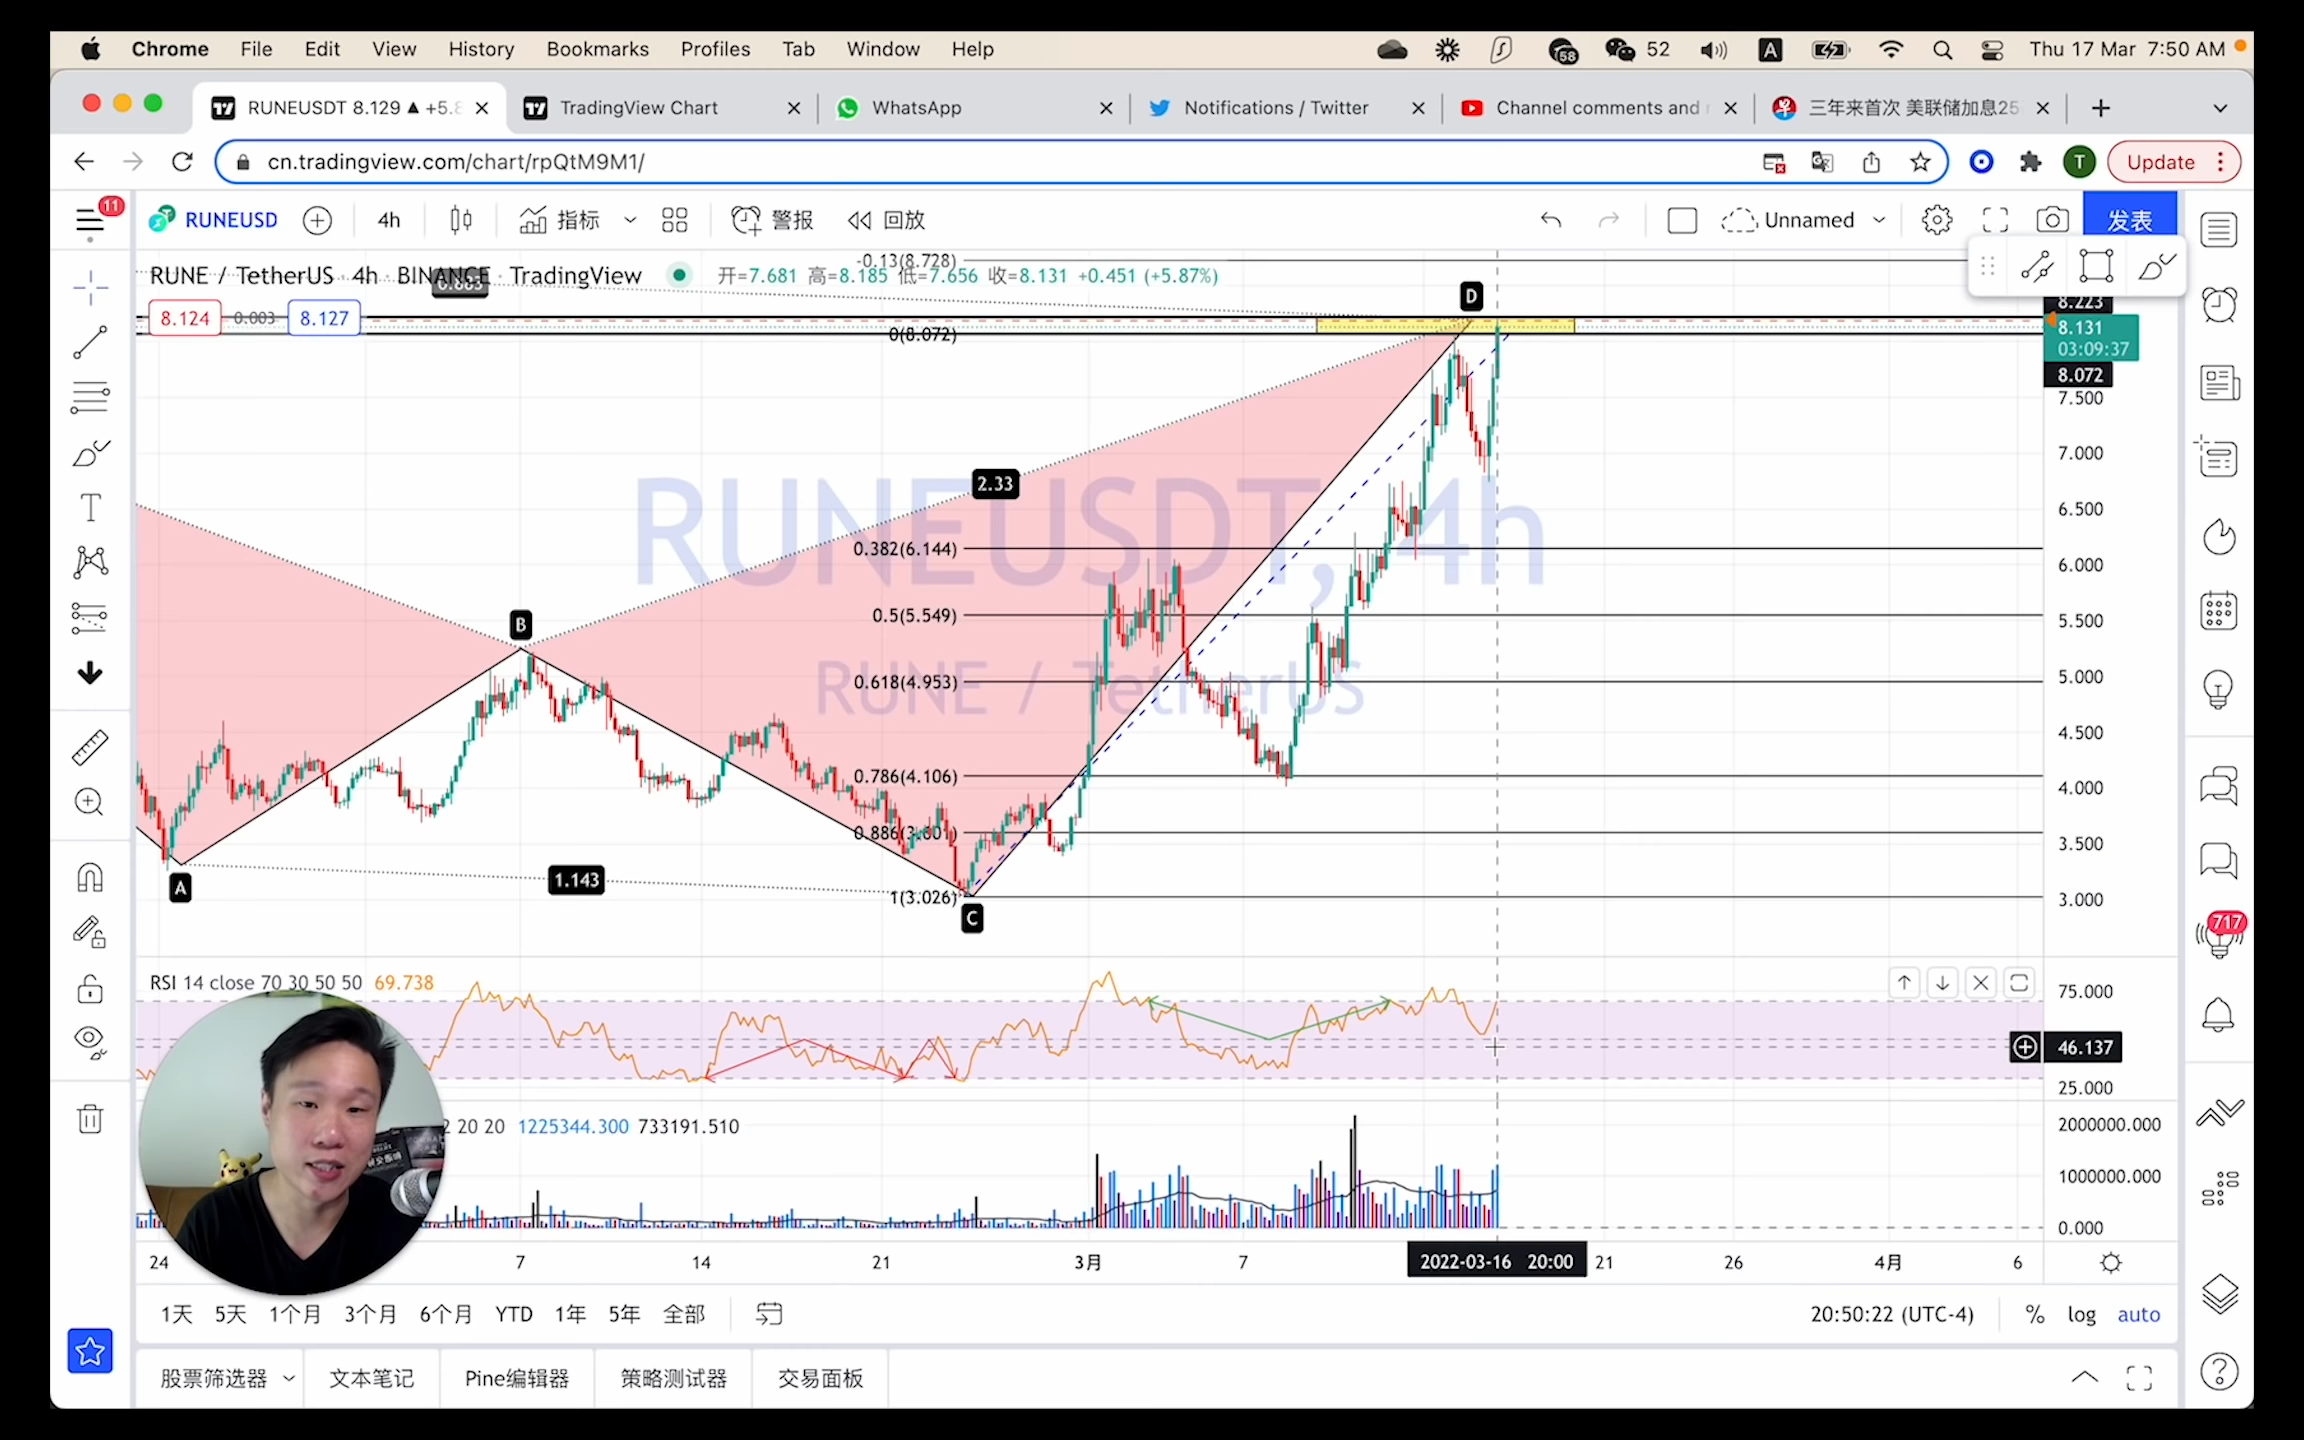 Chrome File Edit View History Bookmarks Profiles Tab Window Help 58 52 A Thu 17 Mar 7:50 AM
RUNEUSDT 8.129 ▲ +5.8 TradingView Chart WhatsApp Notifications / Twitter Channel comments and 三年来首次 美联储加息25
cn.tradingview.com/chart/rpQtM9M1/ T Update
11 RUNEUSD 4h 指标 警报 回放 Unnamed 发表
-0.13(8.728)
RUNE / TetherUS · 4h · BINANCE · TradingView 开=7.681 高=8.185 低=7.656 收=8.131 +0.451 (+5.87%)
0.883
8.124 0.003 8.127
D
8.223
0(8.072)
8.131
03:09:37
8.072
7.500
7.000
2.33
RUNEUSDT, 4h
6.500
0.382(6.144)
6.000
0.5(5.549)
5.500
B
0.618(4.953)
RUNE / TetherUS
5.000
4.500
0.786(4.106)
4.000
0.886(3.601)
3.500
A
1.143
1(3.026)
3.000
C
717
RSI 14 close 70 30 50 50 69.738
75.000
46.137
25.000
2 20 20 1225344.300 733191.510
2000000.000
1000000.000
0.000
24 7 14 21 3月 7 2022-03-16 20:00 21 26 4月 6
1天 5天 1个月 3个月 6个月 YTD 1年 5年 全部 20:50:22 (UTC-4) % log auto
股票筛选器 文本笔记 Pine编辑器 策略测试器 交易面板